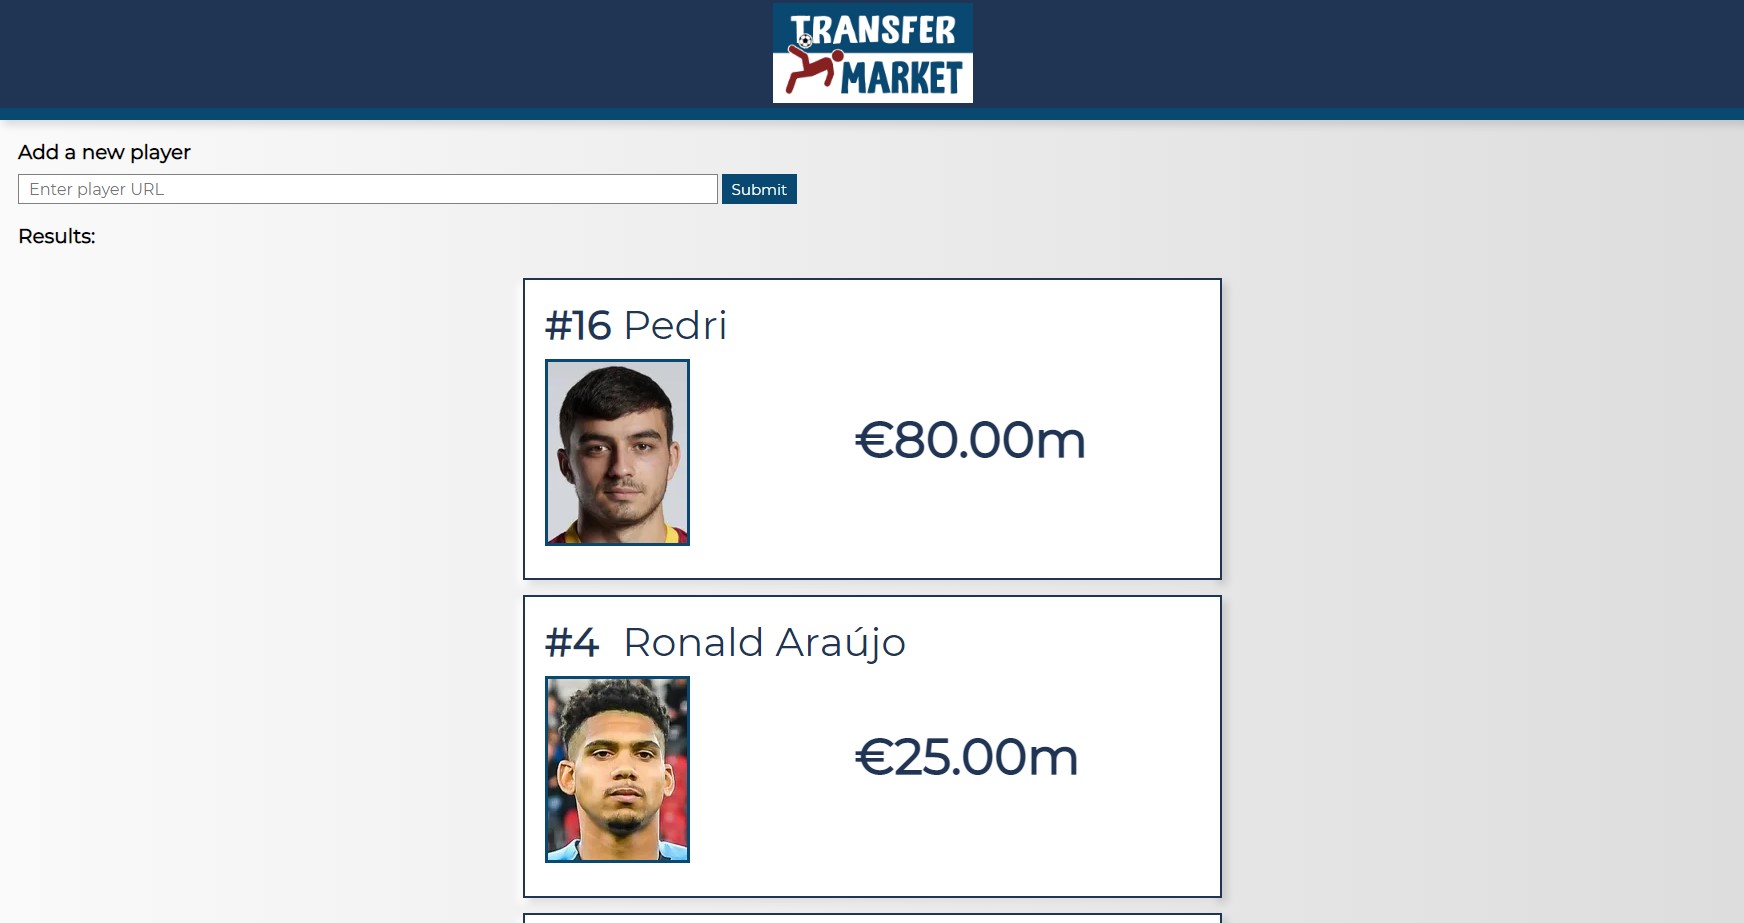 TRANSFER
MARKET
Add a new player
Enter player URL
Submit
Results:
#16 Pedri
€80.00m
#4 Ronald Araújo
€25.00m